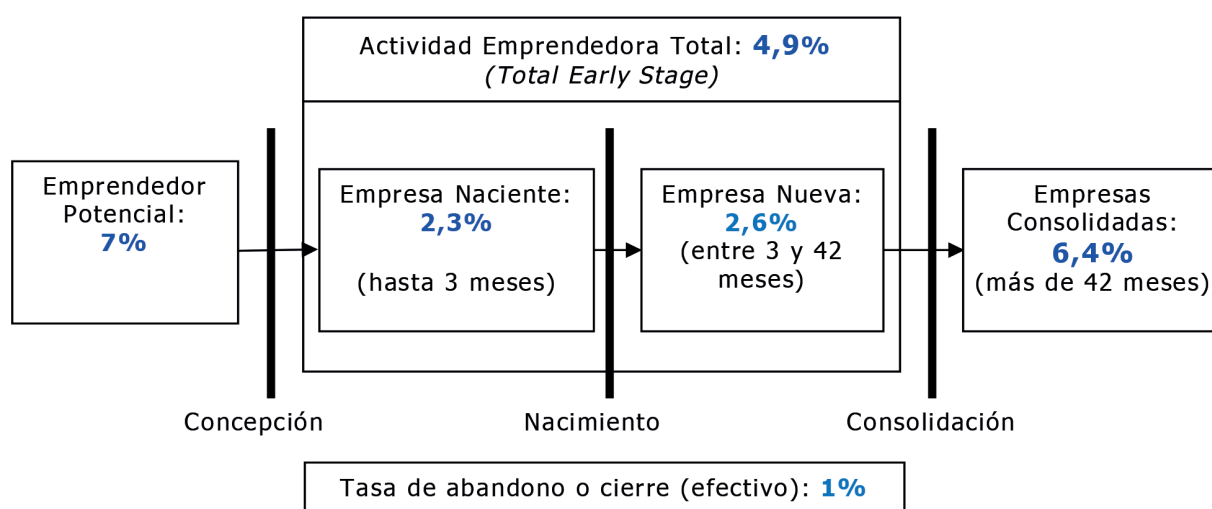 Actividad Emprendedora Total: 4,9%
(Total Early Stage)
Emprendedor
Potencial:
7%
Empresa Naciente:
2,3%
(hasta 3 meses)
Empresa Nueva:
2,6%
(entre 3 y 42
meses)
Empresas
Consolidadas:
6,4%
(más de 42 meses)
Concepción
Nacimiento
Consolidación
Tasa de abandono o cierre (efectivo): 1%